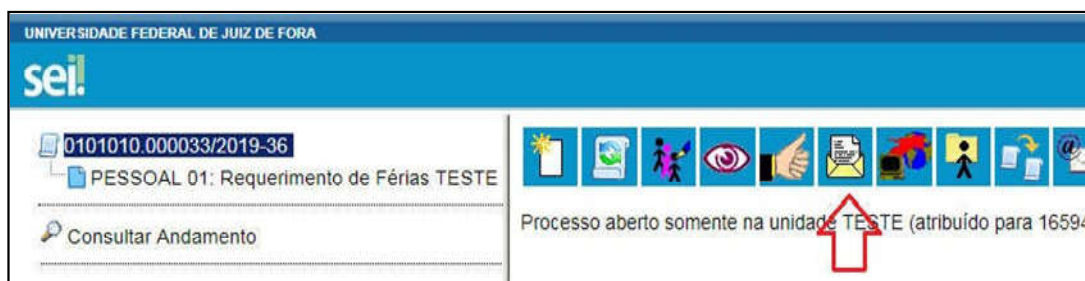 UNIVERSIDADE FEDERAL DE JUIZ DE FORA
sei!
0101010.000033/2019-36
PESSOAL 01: Requerimento de Férias TESTE
Consultar Andamento
Processo aberto somente na unidade TESTE (atribuído para 16594